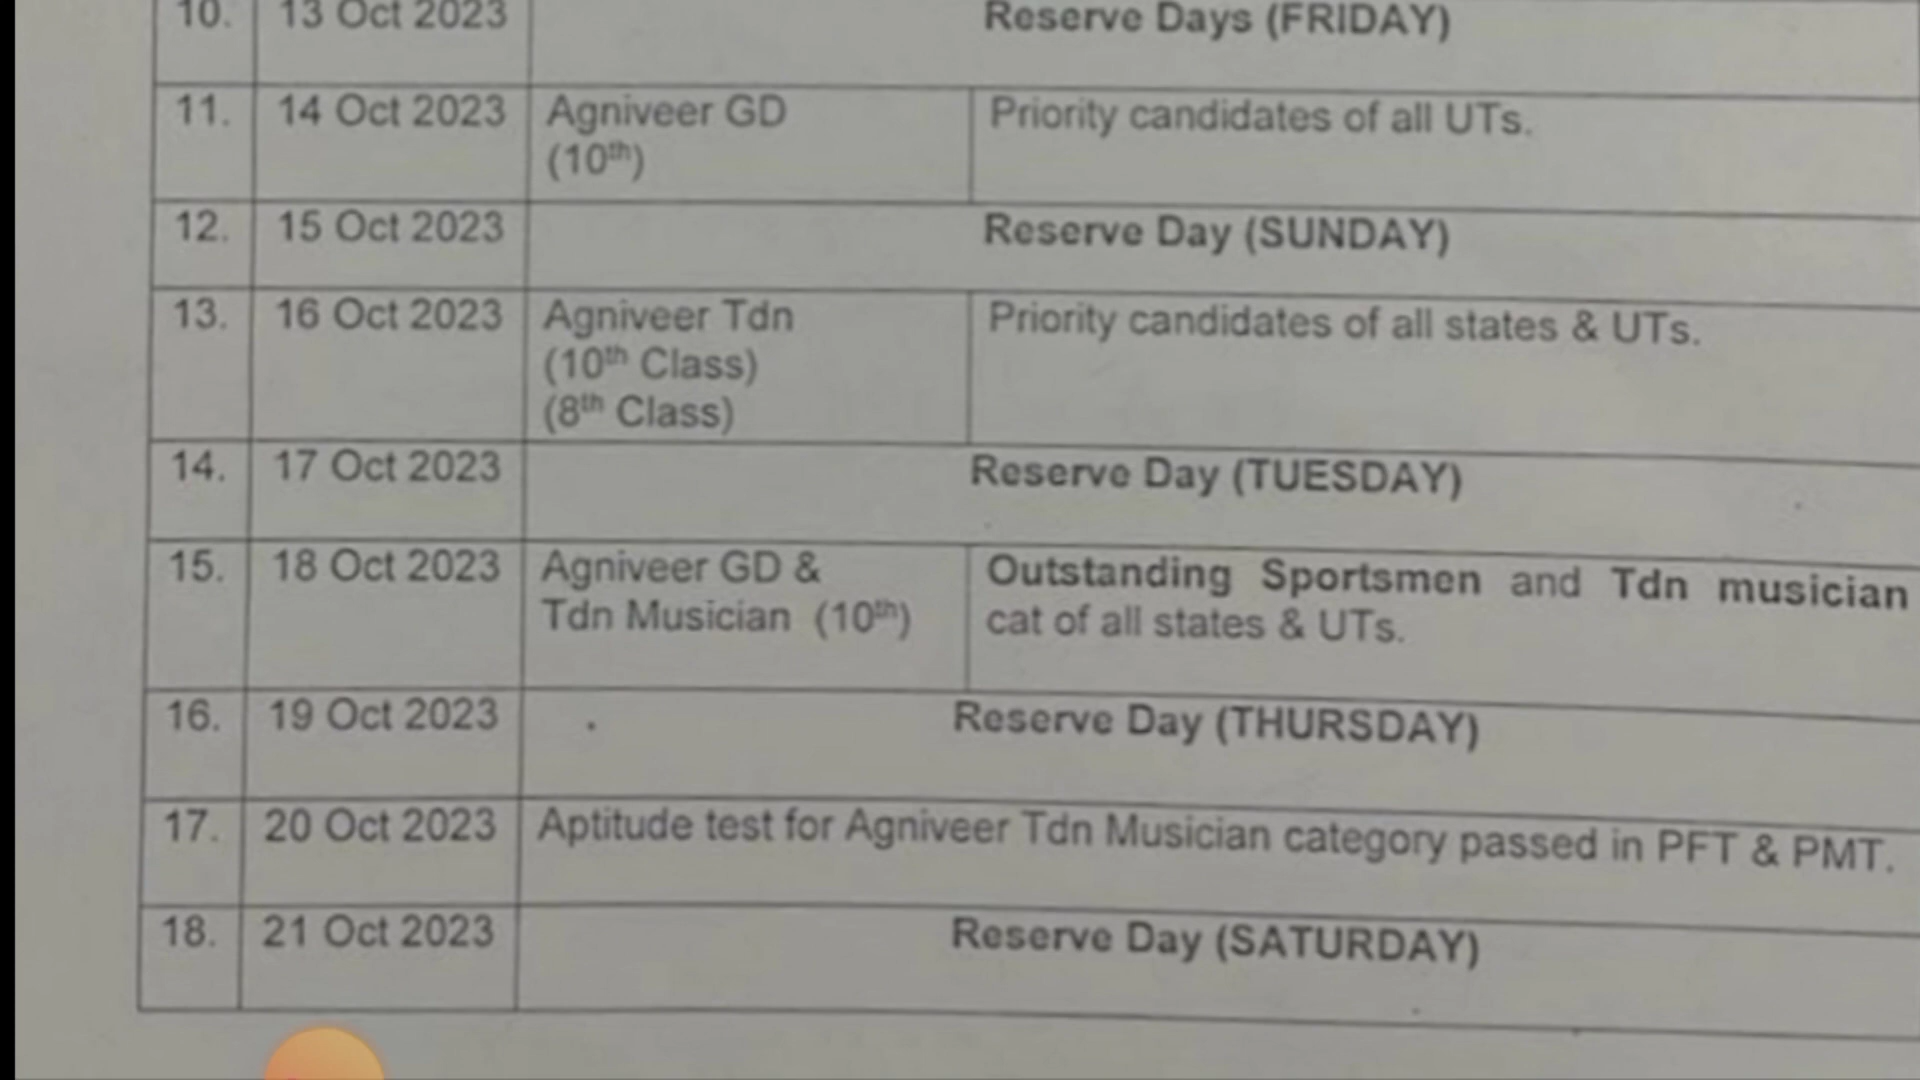 10. 13 Oct 2023 Reserve Days (FRIDAY)
11. 14 Oct 2023 Agniveer GD Priority candidates of all UTs.
(10th)
12. 15 Oct 2023 Reserve Day (SUNDAY)
13. 16 Oct 2023 Agniveer Tdn Priority candidates of all states & UTs.
(10th Class)
(8th Class)
14. 17 Oct 2023 Reserve Day (TUESDAY)
15. 18 Oct 2023 Agniveer GD & Outstanding Sportsmen and Tdn musician
Tdn Musician (10th) cat of all states & UTs.
16. 19 Oct 2023 Reserve Day (THURSDAY)
17. 20 Oct 2023 Aptitude test for Agniveer Tdn Musician category passed in PFT & PMT.
18. 21 Oct 2023 Reserve Day (SATURDAY)